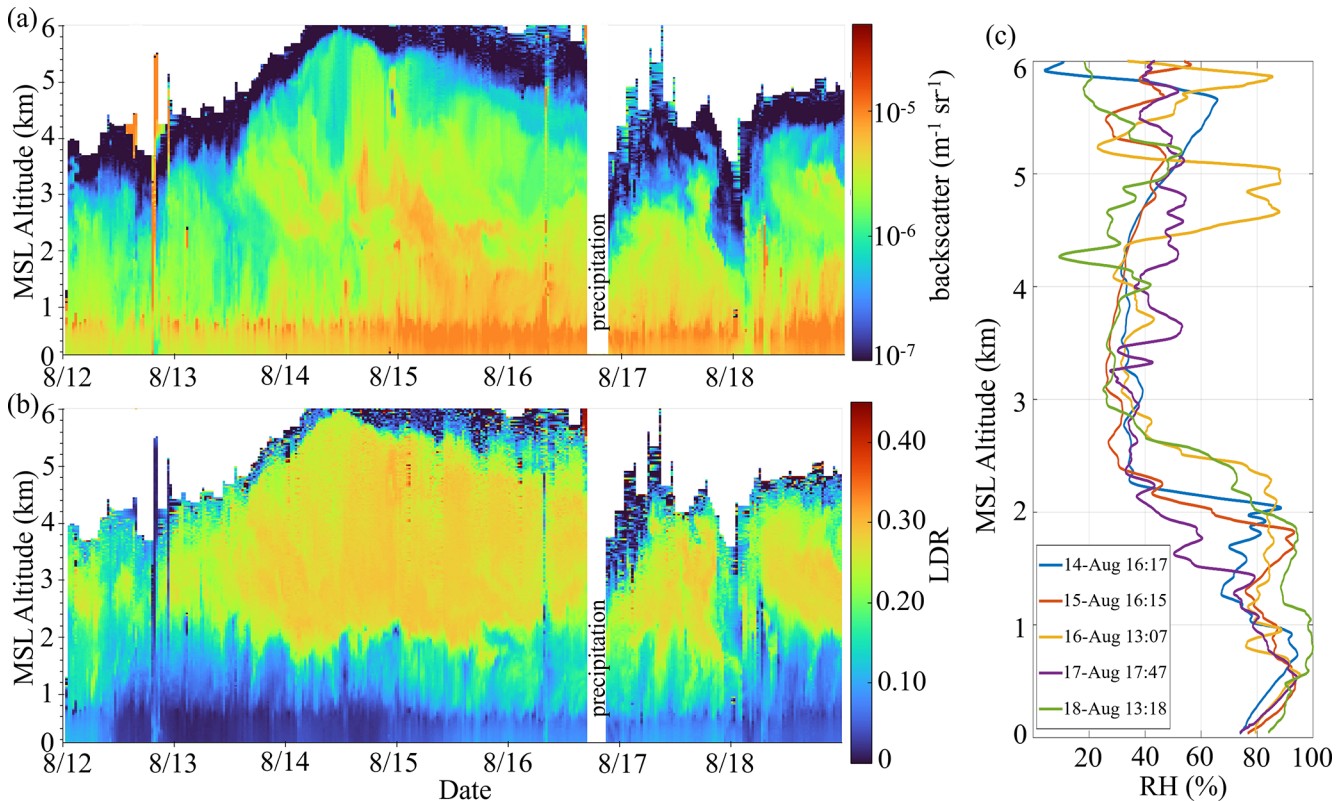 (a)
6
5
4
3
2
1
0
MSL Altitude (km)
8/12
8/13
8/14
8/15
8/16
8/17
8/18
precipitation
10-5
10-6
10-7
backscatter (m-1 sr-1)
(b)
6
5
4
3
2
1
0
MSL Altitude (km)
8/12
8/13
8/14
8/15
8/16
8/17
8/18
Date
precipitation
0.40
0.30
0.20
0.10
0
LDR
(c)
6
5
4
3
2
1
0
MSL Altitude (km)
14-Aug 16:17
15-Aug 16:15
16-Aug 13:07
17-Aug 17:47
18-Aug 13:18
20
40
60
80
100
RH (%)